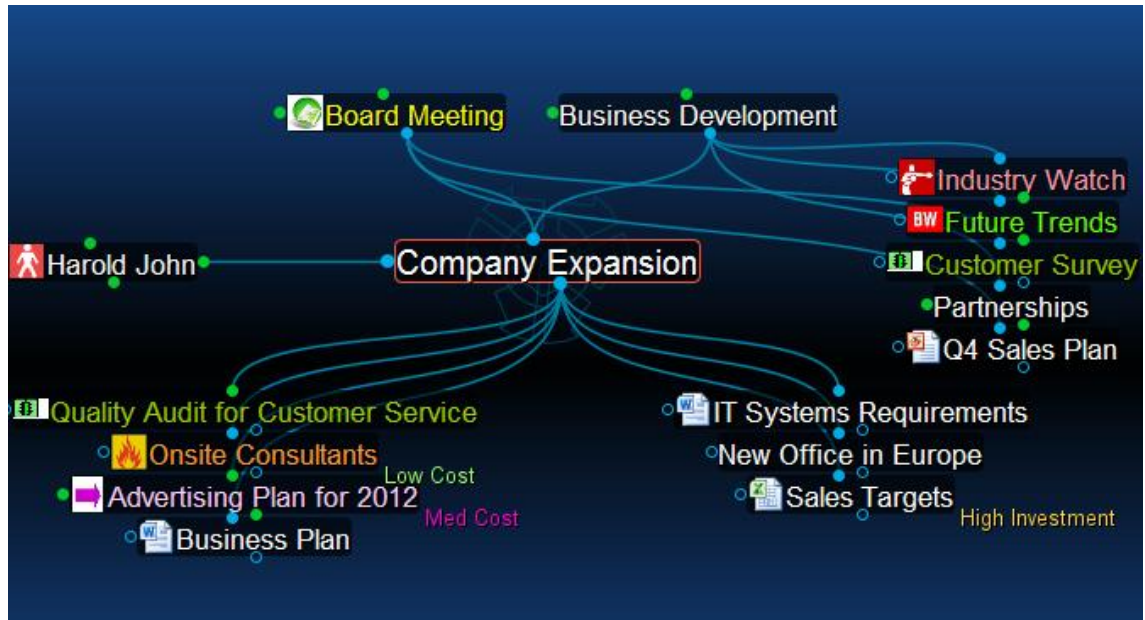 Board Meeting
Business Development
Industry Watch
BW Future Trends
Harold John
Company Expansion
Customer Survey
Partnerships
Q4 Sales Plan
Quality Audit for Customer Service
IT Systems Requirements
Onsite Consultants
New Office in Europe
Low Cost
Advertising Plan for 2012
Sales Targets
Med Cost
High Investment
Business Plan